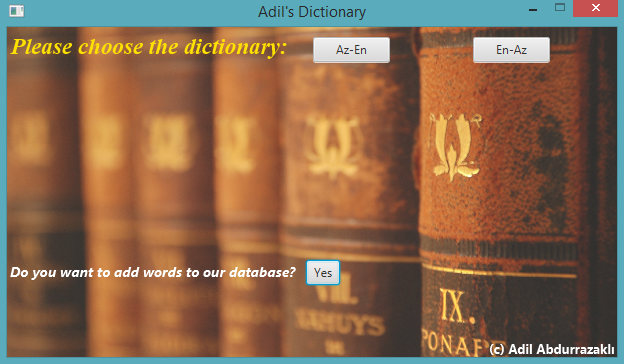 Adil's Dictionary
Please choose the dictionary: Az-En En-Az
Do you want to add words to our database? Yes
VII.
IX.
(c) Adil Abdurrazaklı